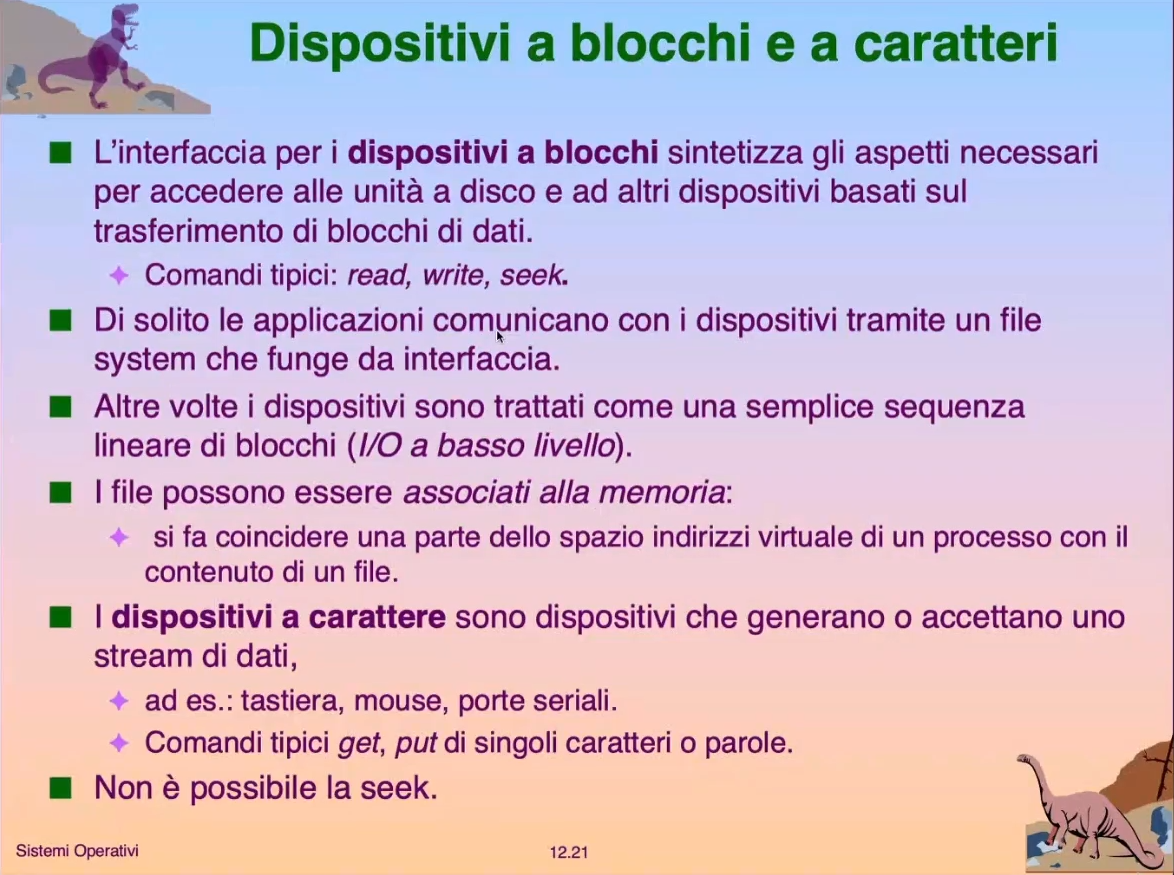 Dispositivi a blocchi e a caratteri
L'interfaccia per i dispositivi a blocchi sintetizza gli aspetti necessari
per accedere alle unità a disco e ad altri dispositivi basati sul
trasferimento di blocchi di dati.
Comandi tipici: read, write, seek.
Di solito le applicazioni comunicano con i dispositivi tramite un file
system che funge da interfaccia.
Altre volte i dispositivi sono trattati come una semplice sequenza
lineare di blocchi (I/O a basso livello).
I file possono essere associati alla memoria:
si fa coincidere una parte dello spazio indirizzi virtuale di un processo con il
contenuto di un file.
I dispositivi a carattere sono dispositivi che generano o accettano uno
stream di dati,
ad es.: tastiera, mouse, porte seriali.
Comandi tipici get, put di singoli caratteri o parole.
Non è possibile la seek.
Sistemi Operativi
12.21